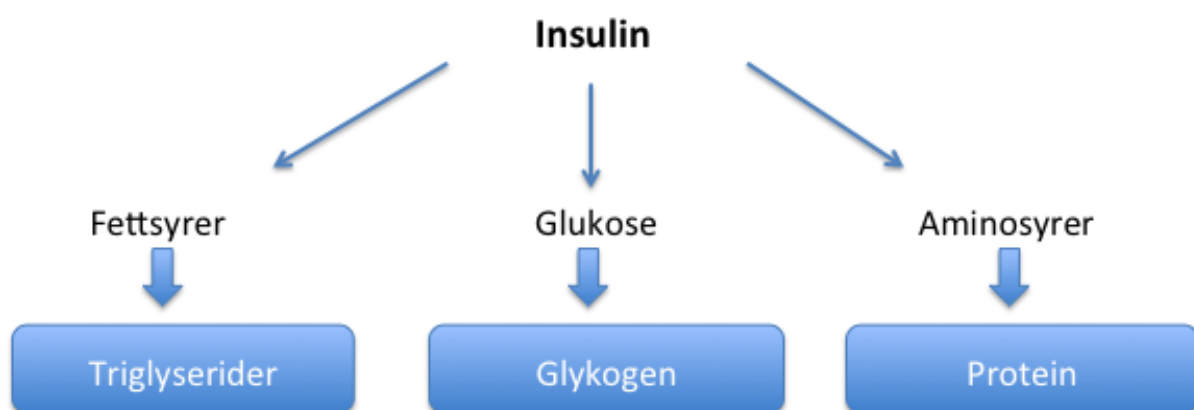 Insulin
Fettsyrer
Glukose
Aminosyrer
Triglyserider
Glykogen
Protein